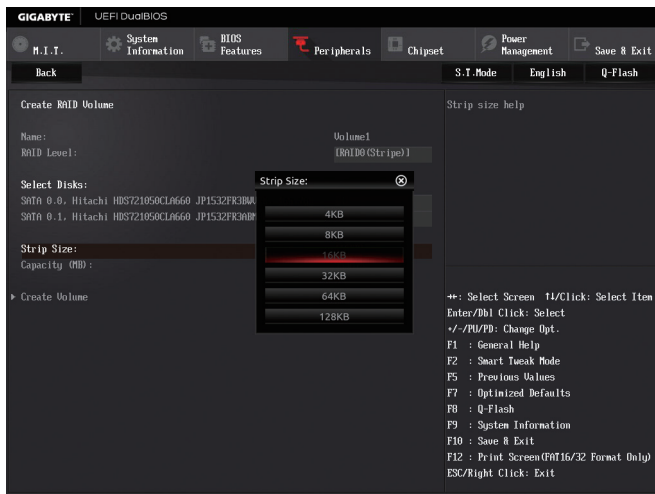 GIGABYTE™ UEFI DualBIOS
M.I.T. System Information BIOS Features Peripherals Chipset Power Management Save & Exit
Back S.T.Mode English Q-Flash
Create RAID Volume
Strip size help
Name: Volume1
RAID Level: [RAID0(Stripe)]
Select Disks:
SATA 0.0, Hitachi HDS721050CLA660
SATA 0.1, Hitachi HDS721050CLA660
Strip Size:
Capacity (MB):
▶ Create Volume
Strip Size:
4KB
8KB
16KB
32KB
64KB
128KB
→←: Select Screen ↑↓/Click: Select Item
Enter/Dbl Click: Select
+/-/PU/PD: Change Opt.
F1 : General Help
F2 : Smart Tweak Mode
F5 : Previous Values
F7 : Optimized Defaults
F8 : Q-Flash
F9 : System Information
F10 : Save & Exit
F12 : Print Screen(FAT16/32 Format Only)
ESC/Right Click: Exit